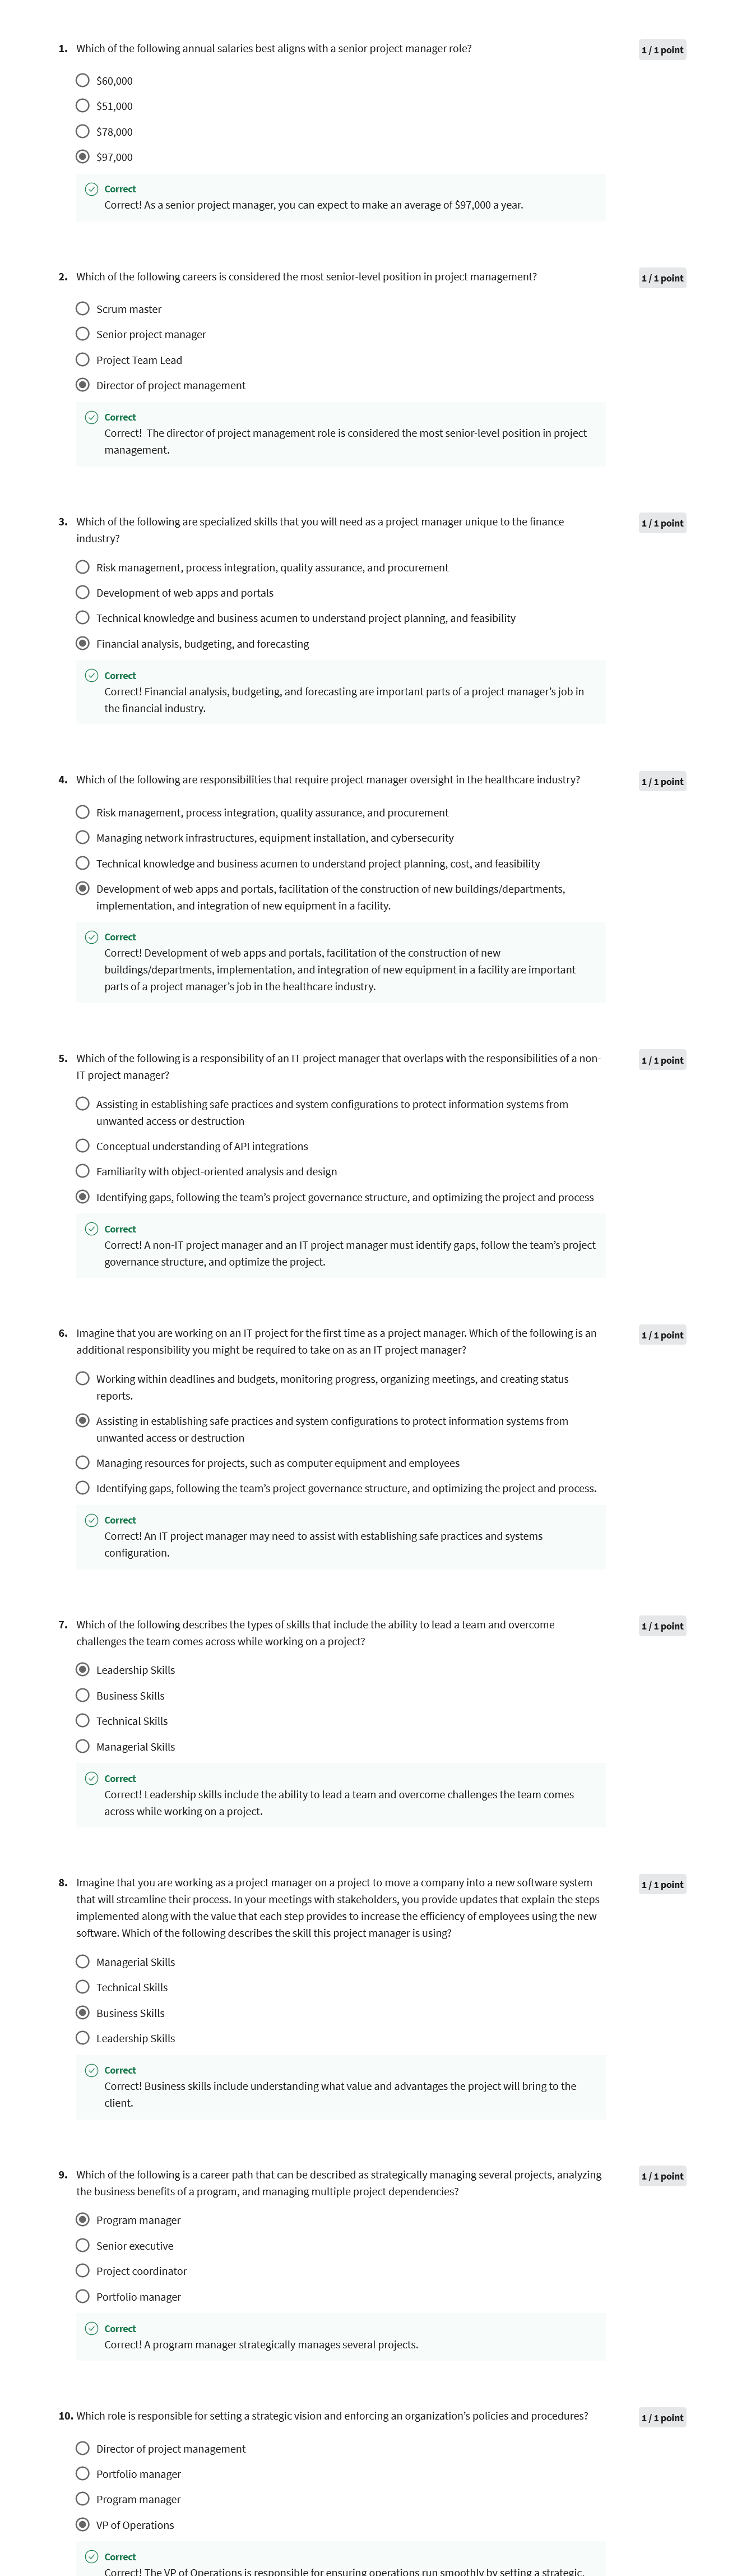 1. Which of the following annual salaries best aligns with a senior project manager role?
1 / 1 point
$60,000
$51,000
$78,000
$97,000
Correct
Correct! As a senior project manager, you can expect to make an average of $97,000 a year.
2. Which of the following careers is considered the most senior-level position in project management?
1 / 1 point
Scrum master
Senior project manager
Project Team Lead
Director of project management
Correct
Correct!  The director of project management role is considered the most senior-level position in project
management.
3. Which of the following are specialized skills that you will need as a project manager unique to the finance
industry?
1 / 1 point
Risk management, process integration, quality assurance, and procurement
Development of web apps and portals
Technical knowledge and business acumen to understand project planning, and feasibility
Financial analysis, budgeting, and forecasting
Correct
Correct! Financial analysis, budgeting, and forecasting are important parts of a project manager’s job in
the financial industry.
4. Which of the following are responsibilities that require project manager oversight in the healthcare industry?
1 / 1 point
Risk management, process integration, quality assurance, and procurement
Managing network infrastructures, equipment installation, and cybersecurity
Technical knowledge and business acumen to understand project planning, cost, and feasibility
Development of web apps and portals, facilitation of the construction of new buildings/departments,
implementation, and integration of new equipment in a facility.
Correct
Correct! Development of web apps and portals, facilitation of the construction of new
buildings/departments, implementation, and integration of new equipment in a facility are important
parts of a project manager’s job in the healthcare industry.
5. Which of the following is a responsibility of an IT project manager that overlaps with the responsibilities of a non-
IT project manager?
1 / 1 point
Assisting in establishing safe practices and system configurations to protect information systems from
unwanted access or destruction
Conceptual understanding of API integrations
Familiarity with object-oriented analysis and design
Identifying gaps, following the team’s project governance structure, and optimizing the project and process
Correct
Correct! A non-IT project manager and an IT project manager must identify gaps, follow the team’s project
governance structure, and optimize the project.
6. Imagine that you are working on an IT project for the first time as a project manager. Which of the following is an
additional responsibility you might be required to take on as an IT project manager?
1 / 1 point
Working within deadlines and budgets, monitoring progress, organizing meetings, and creating status
reports.
Assisting in establishing safe practices and system configurations to protect information systems from
unwanted access or destruction
Managing resources for projects, such as computer equipment and employees
Identifying gaps, following the team’s project governance structure, and optimizing the project and process.
Correct
Correct! An IT project manager may need to assist with establishing safe practices and systems
configuration.
7. Which of the following describes the types of skills that include the ability to lead a team and overcome
challenges the team comes across while working on a project?
1 / 1 point
Leadership Skills
Business Skills
Technical Skills
Managerial Skills
Correct
Correct! Leadership skills include the ability to lead a team and overcome challenges the team comes
across while working on a project.
8. Imagine that you are working as a project manager on a project to move a company into a new software system
that will streamline their process. In your meetings with stakeholders, you provide updates that explain the steps
implemented along with the value that each step provides to increase the efficiency of employees using the new
software. Which of the following describes the skill this project manager is using?
1 / 1 point
Managerial Skills
Technical Skills
Business Skills
Leadership Skills
Correct
Correct! Business skills include understanding what value and advantages the project will bring to the
client.
9. Which of the following is a career path that can be described as strategically managing several projects, analyzing
the business benefits of a program, and managing multiple project dependencies?
1 / 1 point
Program manager
Senior executive
Project coordinator
Portfolio manager
Correct
Correct! A program manager strategically manages several projects.
10. Which role is responsible for setting a strategic vision and enforcing an organization’s policies and procedures?
1 / 1 point
Director of project management
Portfolio manager
Program manager
VP of Operations
Correct
Correct! The VP of Operations is responsible for ensuring operations run smoothly by setting a strategic,